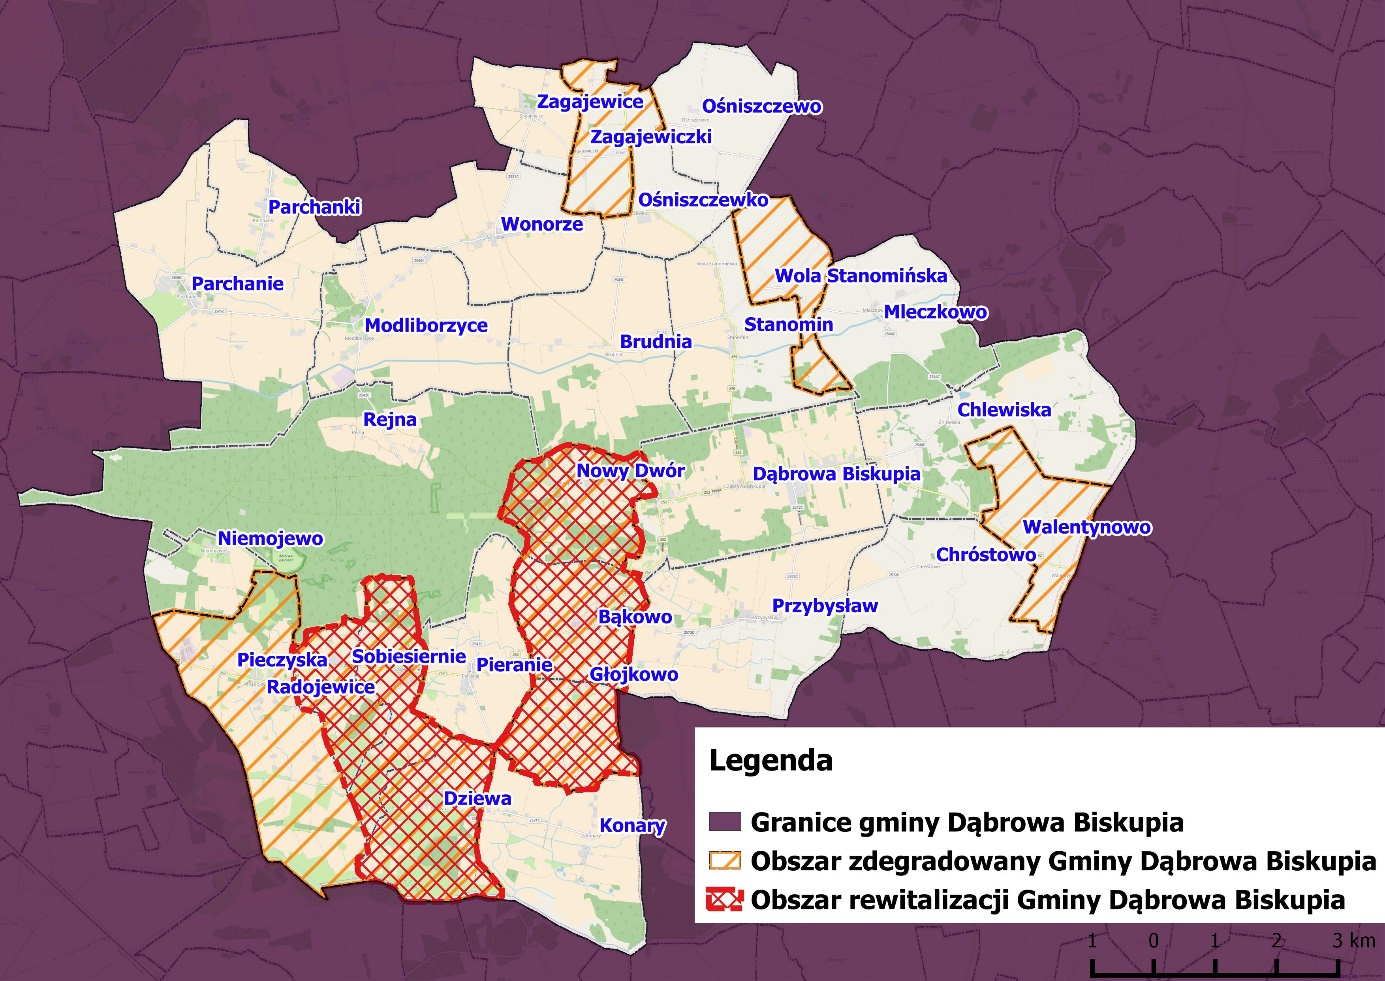 Zagajewice
Ośniszczewo
Zagajewiczki
Ośniszczewko
Parchanki
Wonorze
Parchanie
Wola Stanomińska
Mleczkowo
Modliborzyce
Stanomin
Brudnia
Chlewiska
Rejna
Nowy Dwór
Dąbrowa Biskupia
Walentynowo
Niemojewo
Chróstowo
Przybysław
Bąkowo
Pieczyska
Sobiesiernie
Pieranie
Głojkowo
Radojewice
Dziewa
Konary
Legenda
Granice gminy Dąbrowa Biskupia
Obszar zdegradowany Gminy Dąbrowa Biskupia
Obszar rewitalizacji Gminy Dąbrowa Biskupia
1 0 1 2 3 km